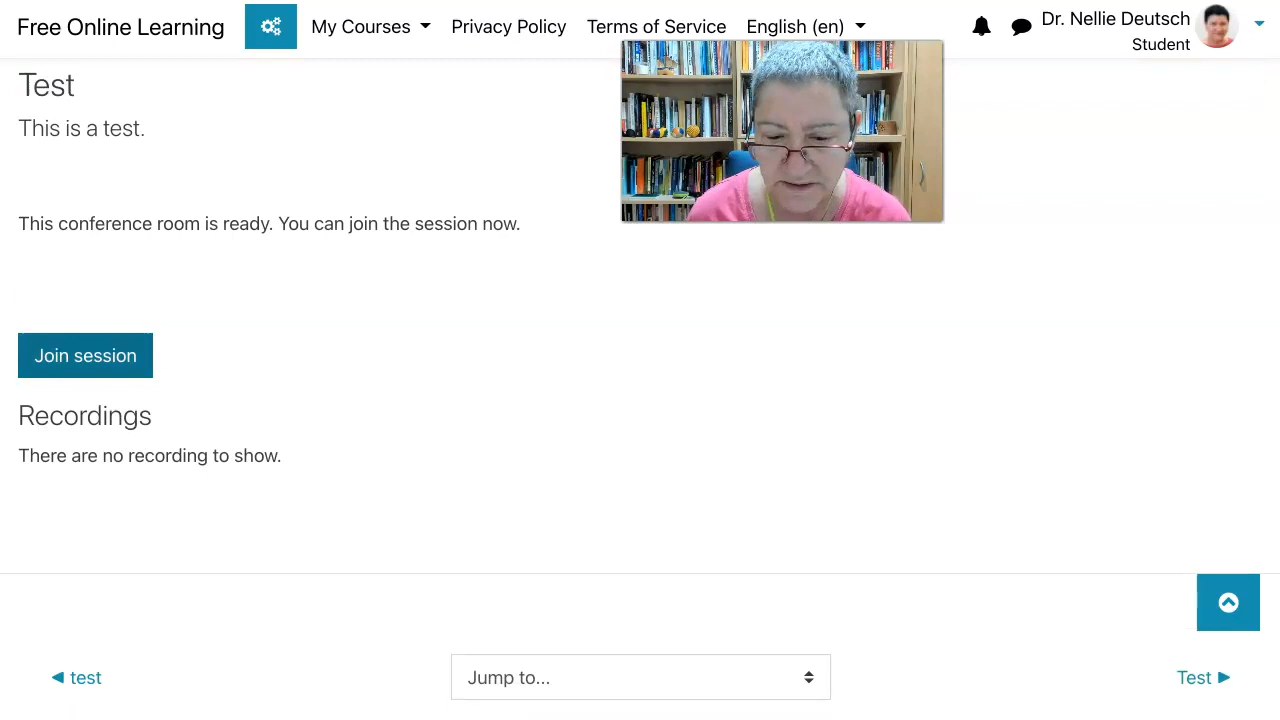 Free Online Learning
My Courses
Privacy Policy
Terms of Service
English (en)
Dr. Nellie Deutsch
Student
Test
This is a test.
This conference room is ready. You can join the session now.
Join session
Recordings
There are no recording to show.
◀ test
Jump to...
Test ▶